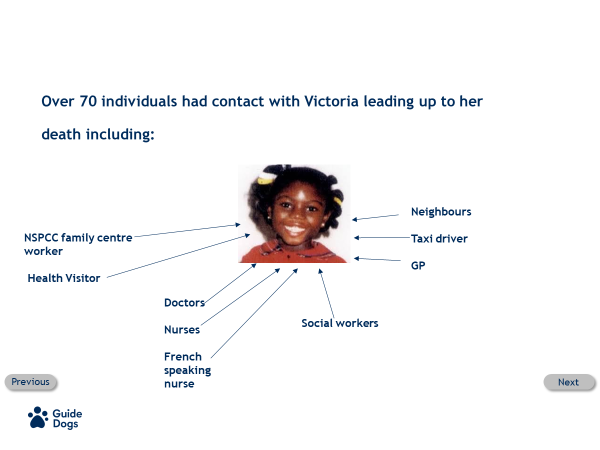 Over 70 individuals had contact with Victoria leading up to her
death including:
Neighbours
NSPCC family centre
worker
Taxi driver
GP
Health Visitor
Doctors
Social workers
Nurses
French
speaking
nurse
Previous
Next
Guide
Dogs